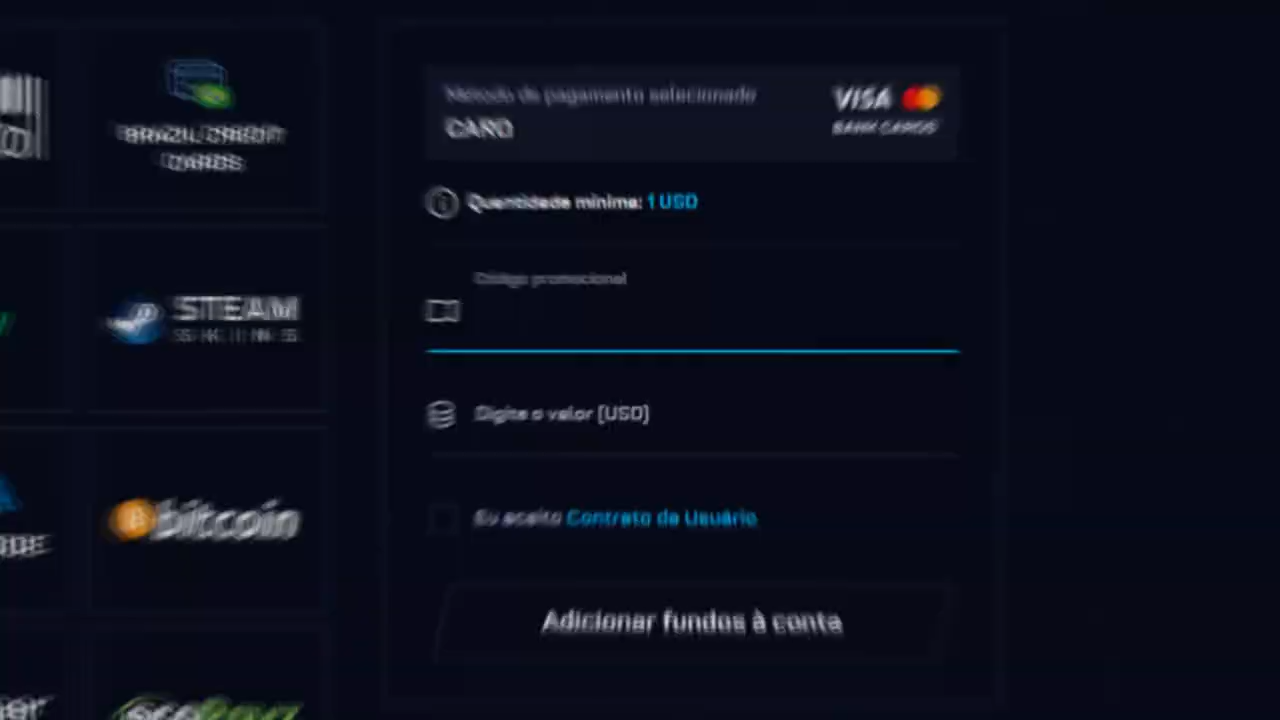 BRAZIL CREDIT
CARDS
STEAM
SKINS
bitcoin
Método de pagamento selecionado
CARD
VISA
BANK CARDS
Quantidade mínima: 1 USD
Código promocional
Digite o valor (USD)
Eu aceito Contrato de Usuário
Adicionar fundos à conta